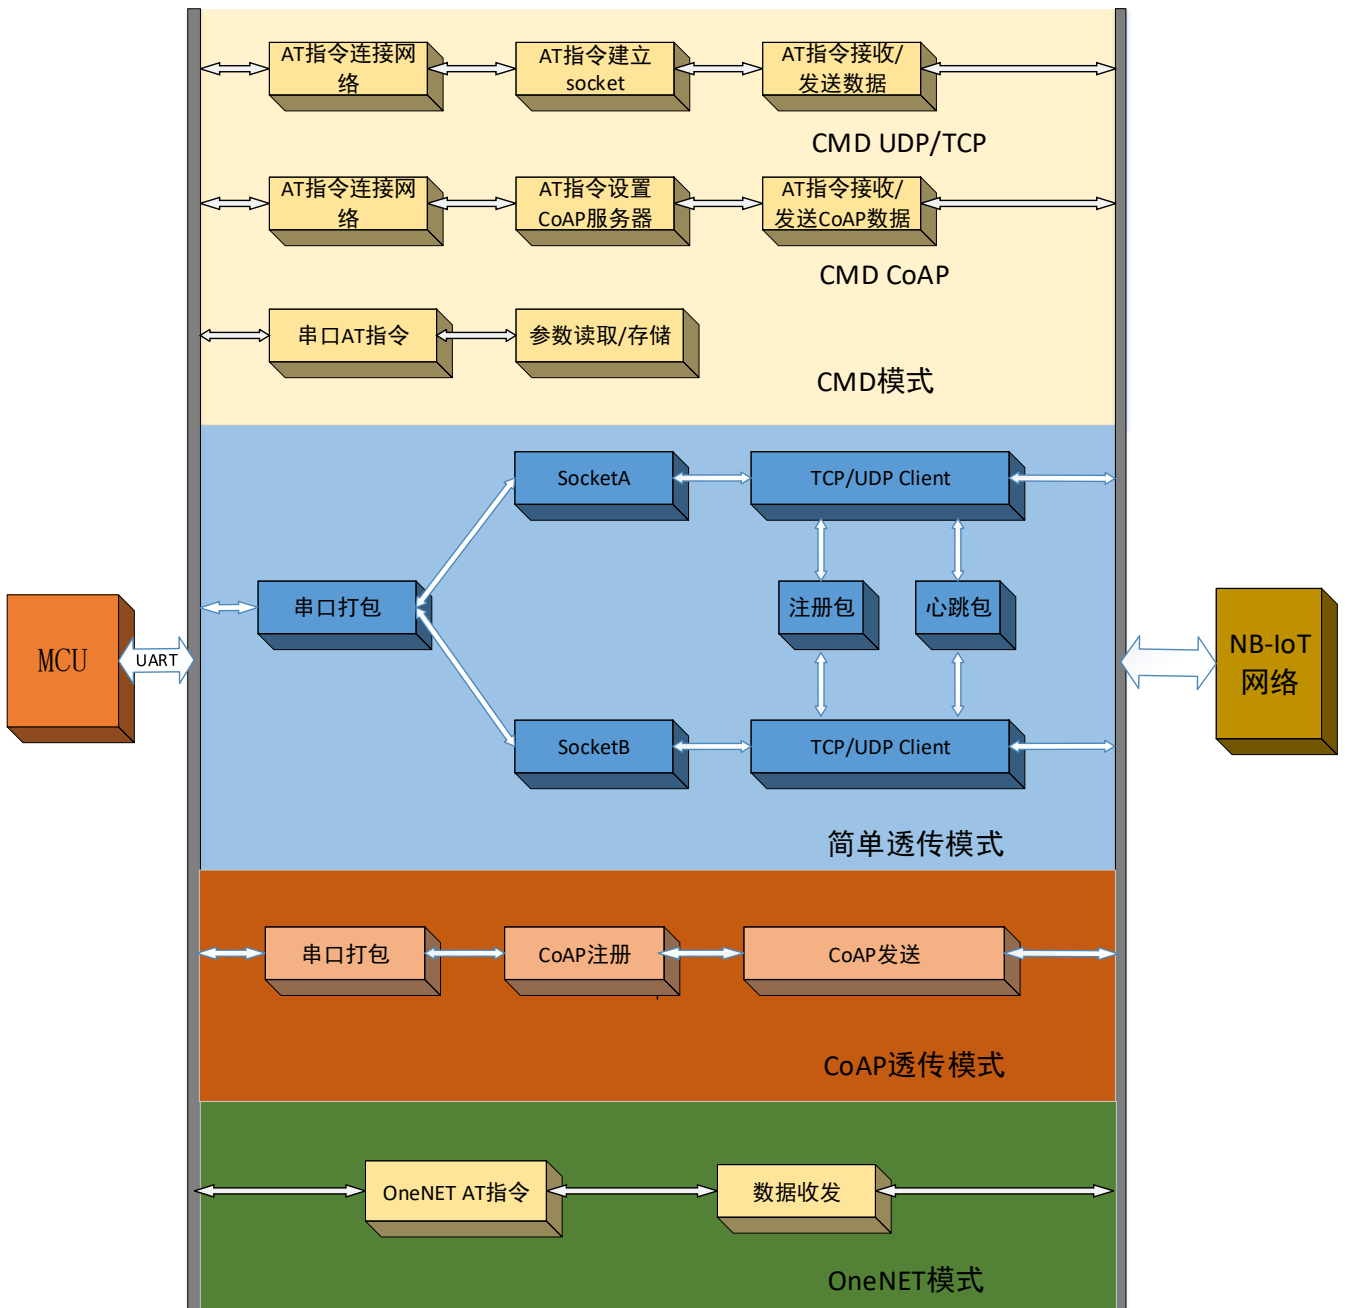 AT指令连接网
络
AT指令建立
socket
AT指令接收/
发送数据
CMD UDP/TCP
AT指令连接网
络
AT指令设置
CoAP服务器
AT指令接收/
发送CoAP数据
CMD CoAP
串口AT指令
参数读取/存储
CMD模式
SocketA
TCP/UDP Client
串口打包
注册包
心跳包
MCU
UART
NB-IoT
网络
SocketB
TCP/UDP Client
简单透传模式
串口打包
CoAP注册
CoAP发送
CoAP透传模式
OneNET AT指令
数据收发
OneNET模式